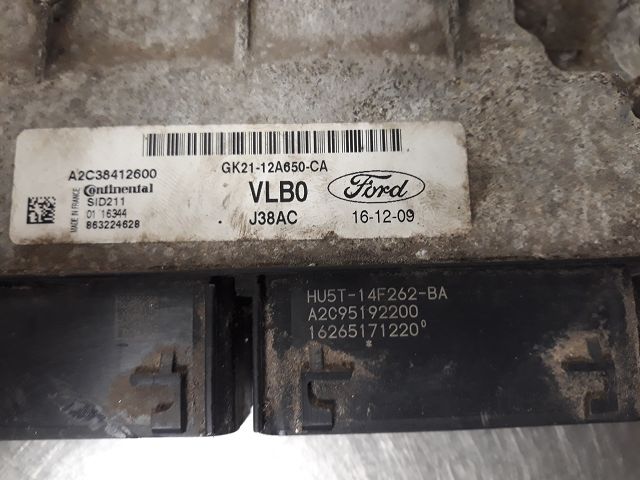 GK21-12A650-CA
A2C38412600
Continental
MADE IN FRANCE
SID211
01 16344
863224628
VLB0
Ford
J38AC
16-12-09
HU5T-14F262-BA
A2C95192200
16265171220
*